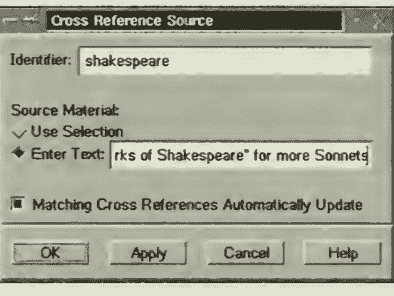 Cross Reference Source
Identifier: shakespeare
Source Material:
Use Selection
Enter Text: rks of Shakespeare" for more Sonnets
Matching Cross References Automatically Update
OK Apply Cancel Help